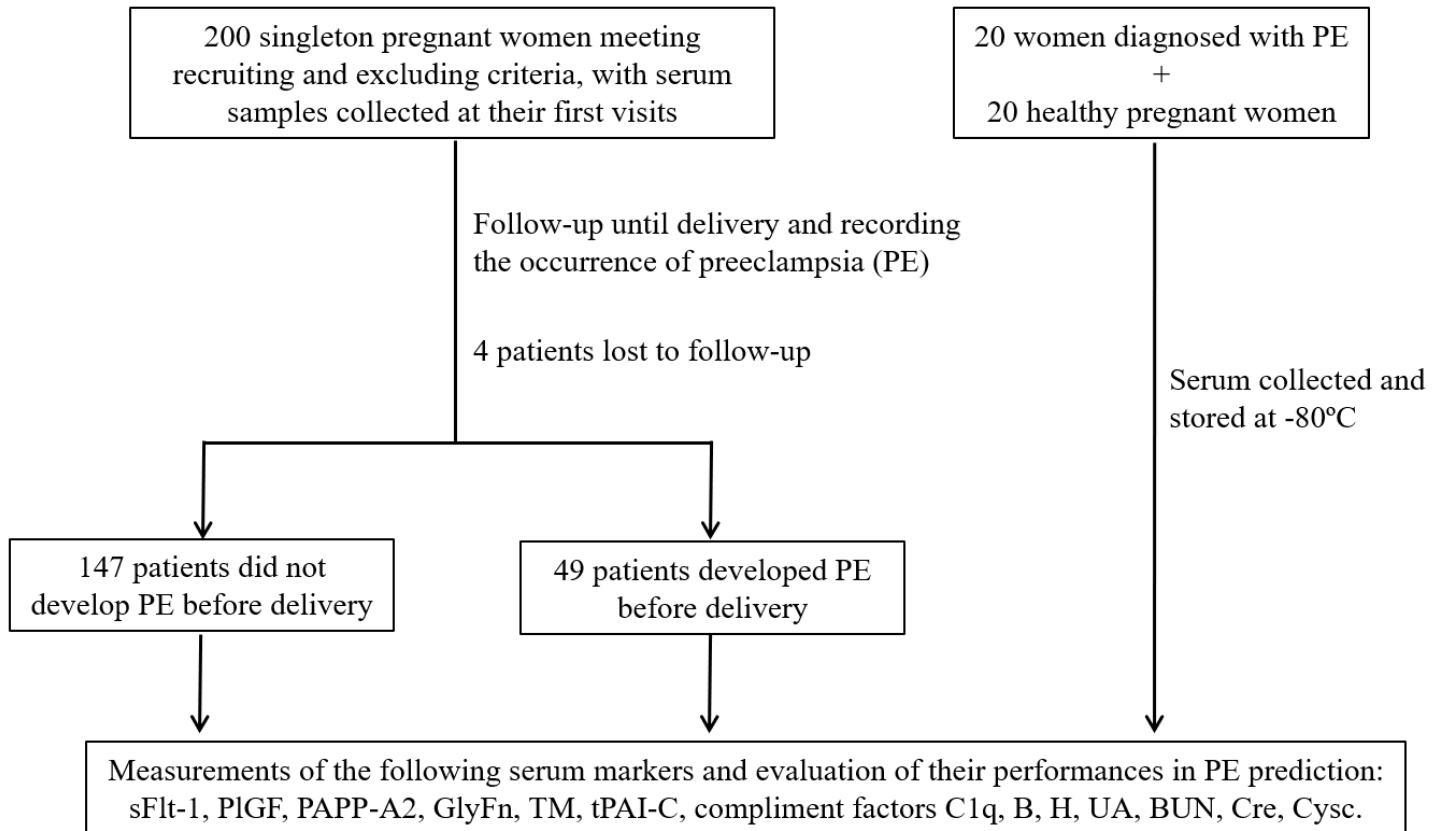 200 singleton pregnant women meeting
recruiting and excluding criteria, with serum
samples collected at their first visits
20 women diagnosed with PE
+
20 healthy pregnant women
Follow-up until delivery and recording
the occurrence of preeclampsia (PE)
4 patients lost to follow-up
Serum collected and
stored at -80ºC
147 patients did not
develop PE before delivery
49 patients developed PE
before delivery
Measurements of the following serum markers and evaluation of their performances in PE prediction:
sFlt-1, PlGF, PAPP-A2, GlyFn, TM, tPAI-C, compliment factors C1q, B, H, UA, BUN, Cre, Cysc.